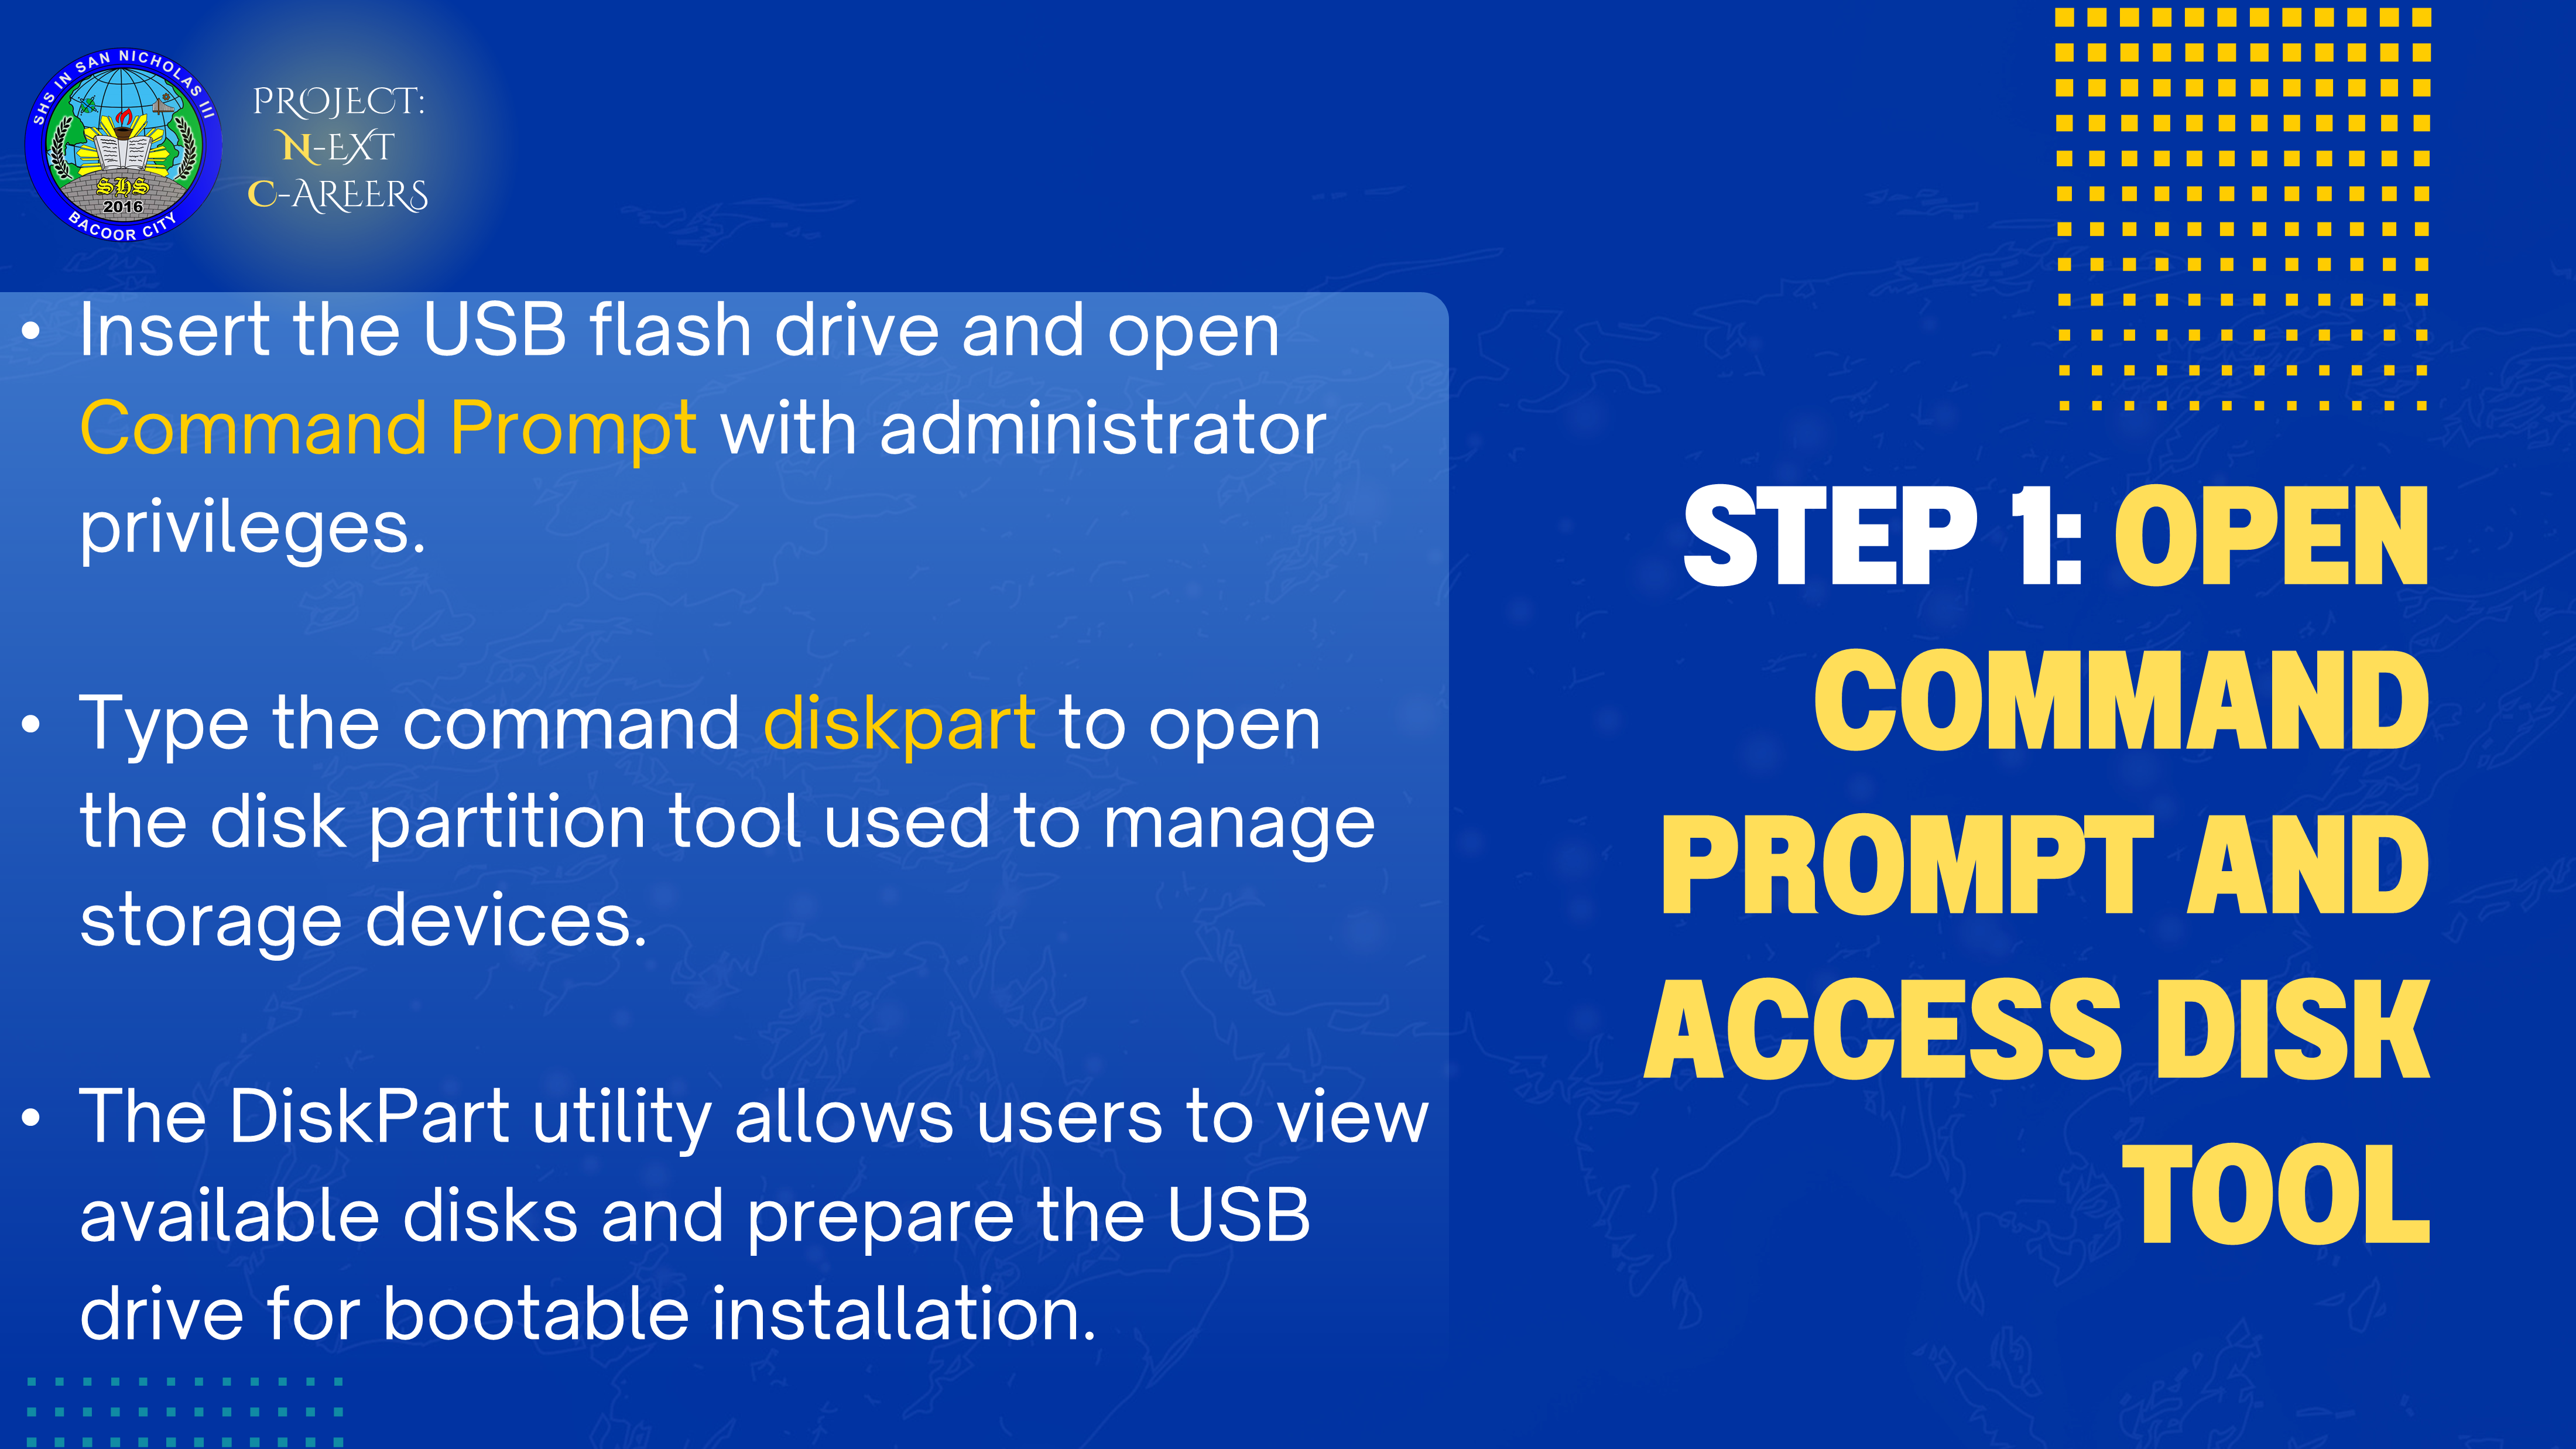 SHS IN SAN NICHOLAS III
SHS
2016
BACOOR CITY
PROJECT:
N-EXT
C-AREERS
• Insert the USB flash drive and open
Command Prompt with administrator
privileges.
• Type the command diskpart to open
the disk partition tool used to manage
storage devices.
• The DiskPart utility allows users to view
available disks and prepare the USB
drive for bootable installation.
STEP 1: OPEN
COMMAND
PROMPT AND
ACCESS DISK
TOOL